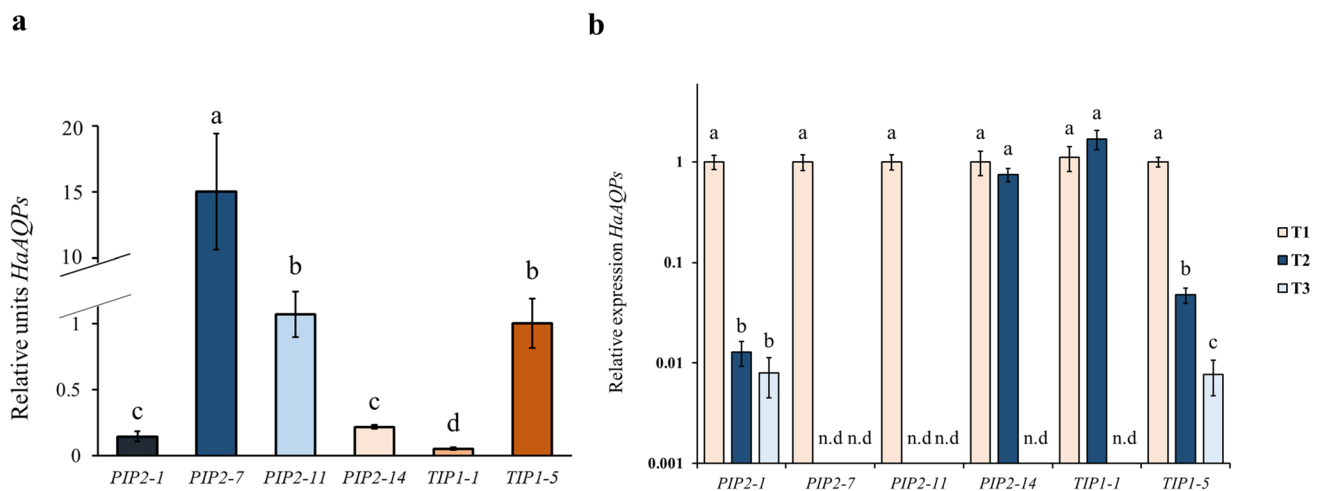 a
Relative units HaAQPs
20
15
10
1
0.5
0
c
a
b
c
d
b
PIP2-1 PIP2-7 PIP2-11 PIP2-14 TIP1-1 TIP1-5
b
Relative expression HaAQPs
1
0.1
0.01
0.001
a b b
a n.d n.d
a n.d n.d
a a n.d
a a n.d
a b c
PIP2-1 PIP2-7 PIP2-11 PIP2-14 TIP1-1 TIP1-5
T1
T2
T3